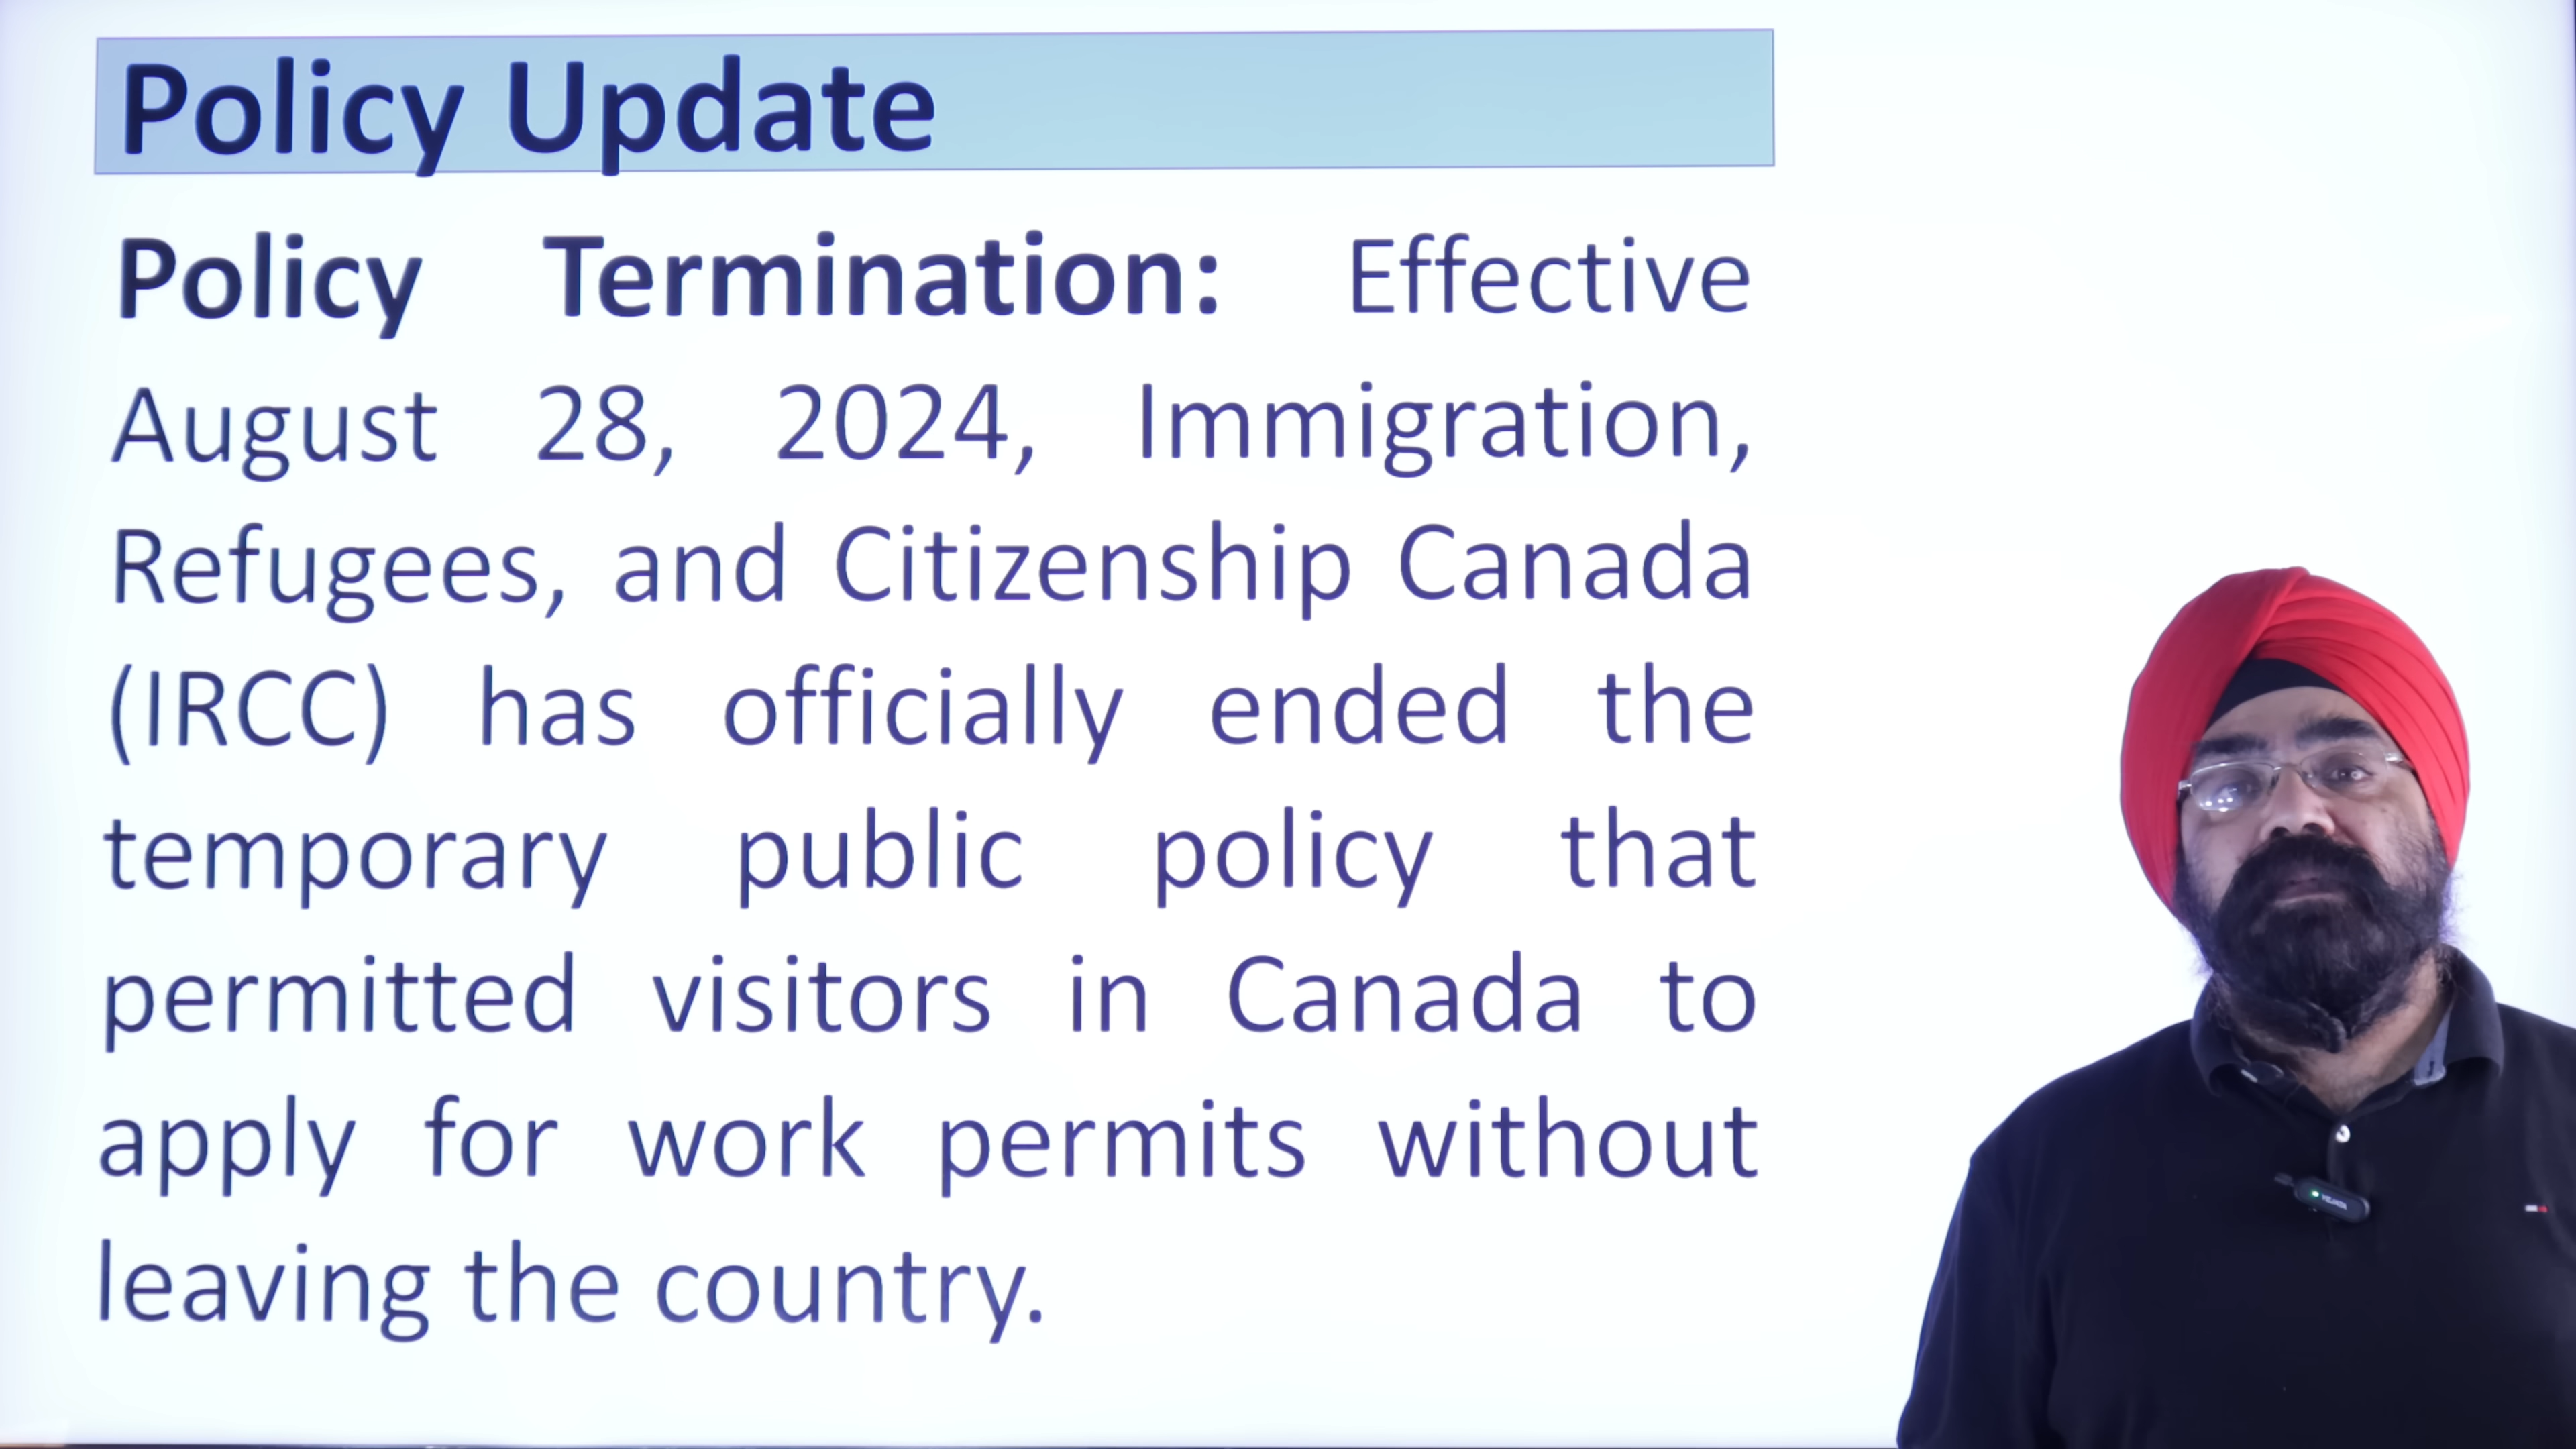 Policy Update
Policy Termination: Effective
August 28, 2024, Immigration,
Refugees, and Citizenship Canada
(IRCC) has officially ended the
temporary public policy that
permitted visitors in Canada to
apply for work permits without
leaving the country.